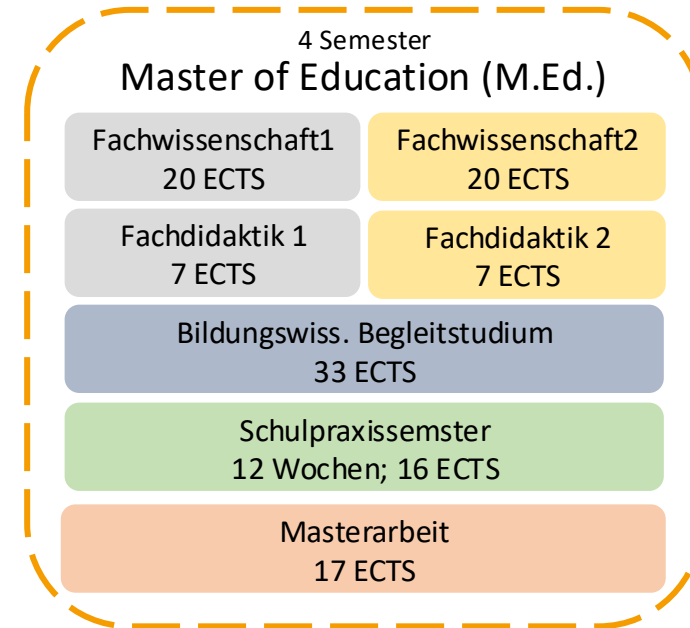 4 Semester
Master of Education (M.Ed.)
Fachwissenschaft1
20 ECTS
Fachwissenschaft2
20 ECTS
Fachdidaktik 1
7 ECTS
Fachdidaktik 2
7 ECTS
Bildungswiss. Begleitstudium
33 ECTS
Schulpraxissemster
12 Wochen; 16 ECTS
Masterarbeit
17 ECTS